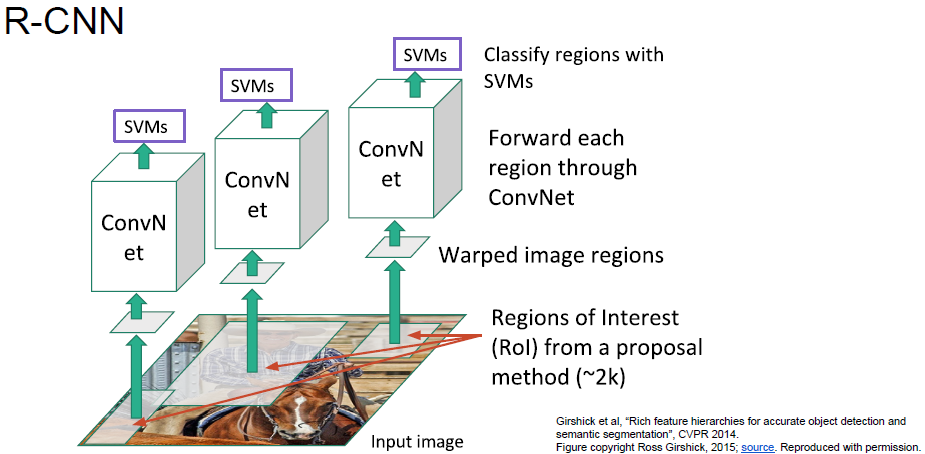 R-CNN
SVMs
Classify regions with
SVMs
SVMs
SVMs
ConvN
et
Forward each
region through
ConvNet
ConvN
et
ConvN
et
Warped image regions
Regions of Interest
(RoI) from a proposal
method (~2k)
Input image
Girshick et al, “Rich feature hierarchies for accurate object detection and
semantic segmentation”, CVPR 2014.
Figure copyright Ross Girshick, 2015; source. Reproduced with permission.